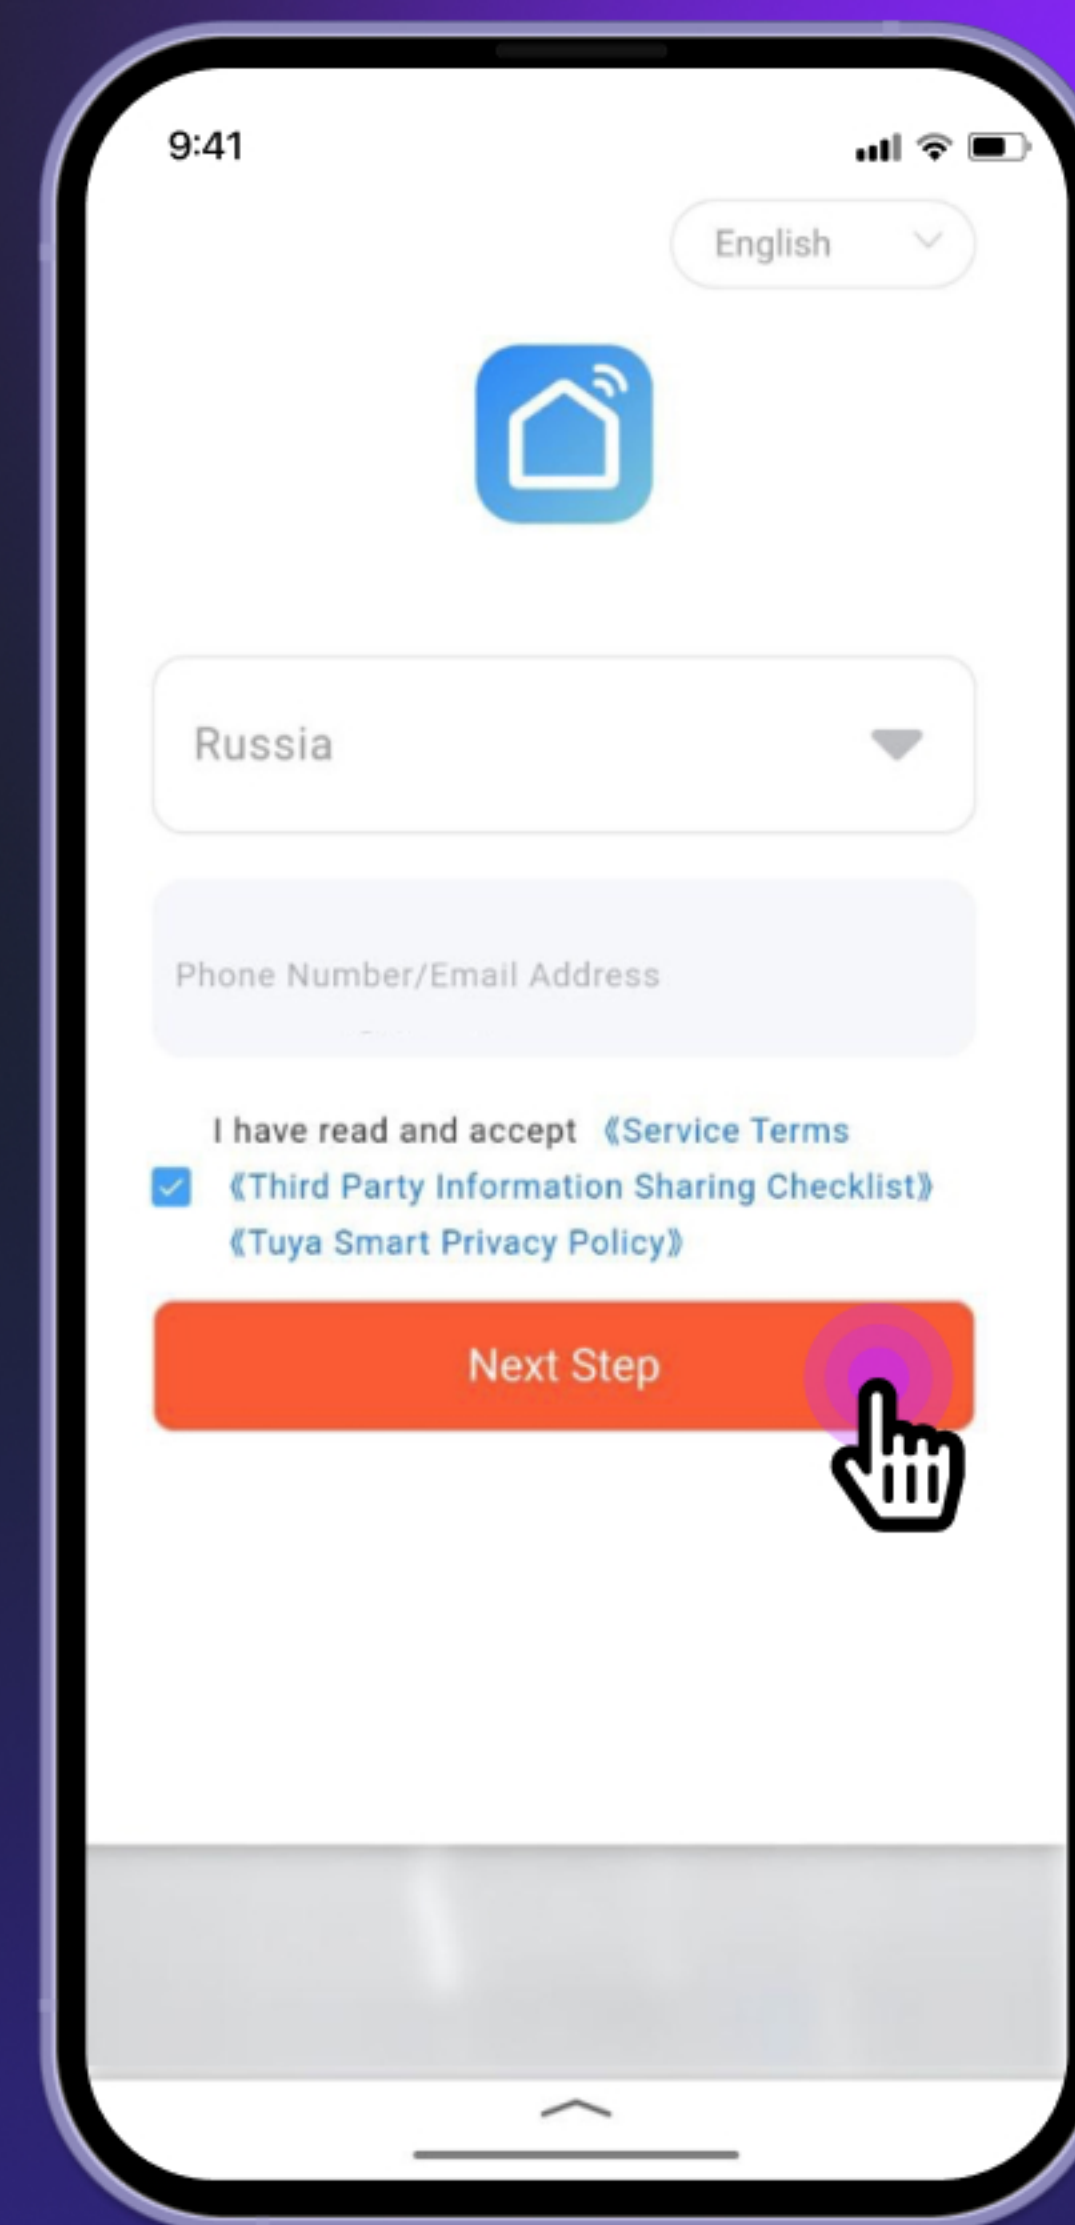 9:41
English
Russia
Phone Number/Email Address
I have read and accept 《Service Terms
《Third Party Information Sharing Checklist》
《Tuya Smart Privacy Policy》
Next Step